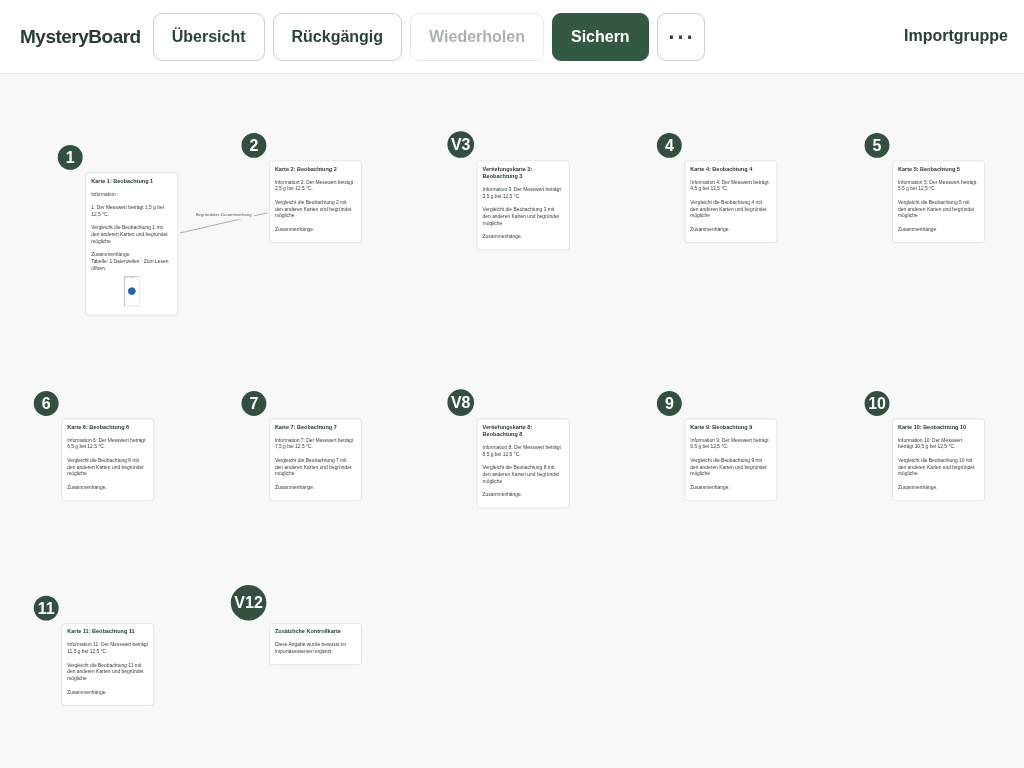 MysteryBoard Übersicht Rückgängig Wiederholen Sichern ... Importgruppe
1
Karte 1: Beobachtung 1
Information
1: Der Messwert beträgt 1,5 g bei
12,5 °C.
Vergleicht die Beobachtung 1 mit
den anderen Karten und begründet
mögliche
Zusammenhänge.
Tabelle: 1 Datenzeilen · Zum Lesen
öffnen.
Begründeter Zusammenhang
2
Karte 2: Beobachtung 2
Information 2: Der Messwert beträgt
2,5 g bei 12,5 °C.
Vergleicht die Beobachtung 2 mit
den anderen Karten und begründet
mögliche
Zusammenhänge.
V3
Vertiefungskarte 3:
Beobachtung 3
Information 3: Der Messwert beträgt
3,5 g bei 12,5 °C.
Vergleicht die Beobachtung 3 mit
den anderen Karten und begründet
mögliche
Zusammenhänge.
4
Karte 4: Beobachtung 4
Information 4: Der Messwert beträgt
4,5 g bei 12,5 °C.
Vergleicht die Beobachtung 4 mit
den anderen Karten und begründet
mögliche
Zusammenhänge.
5
Karte 5: Beobachtung 5
Information 5: Der Messwert beträgt
5,5 g bei 12,5 °C.
Vergleicht die Beobachtung 5 mit
den anderen Karten und begründet
mögliche
Zusammenhänge.
6
Karte 6: Beobachtung 6
Information 6: Der Messwert beträgt
6,5 g bei 12,5 °C.
Vergleicht die Beobachtung 6 mit
den anderen Karten und begründet
mögliche
Zusammenhänge.
7
Karte 7: Beobachtung 7
Information 7: Der Messwert beträgt
7,5 g bei 12,5 °C.
Vergleicht die Beobachtung 7 mit
den anderen Karten und begründet
mögliche
Zusammenhänge.
V8
Vertiefungskarte 8:
Beobachtung 8
Information 8: Der Messwert beträgt
8,5 g bei 12,5 °C.
Vergleicht die Beobachtung 8 mit
den anderen Karten und begründet
mögliche
Zusammenhänge.
9
Karte 9: Beobachtung 9
Information 9: Der Messwert beträgt
9,5 g bei 12,5 °C.
Vergleicht die Beobachtung 9 mit
den anderen Karten und begründet
mögliche
Zusammenhänge.
10
Karte 10: Beobachtung 10
Information 10: Der Messwert
beträgt 10,5 g bei 12,5 °C.
Vergleicht die Beobachtung 10 mit
den anderen Karten und begründet
mögliche
Zusammenhänge.
11
Karte 11: Beobachtung 11
Information 11: Der Messwert beträgt
11,5 g bei 12,5 °C.
Vergleicht die Beobachtung 11 mit
den anderen Karten und begründet
mögliche
Zusammenhänge.
V12
Zusätzliche Kontrollkarte
Diese Angabe wurde bewusst im
Importassistenten ergänzt.